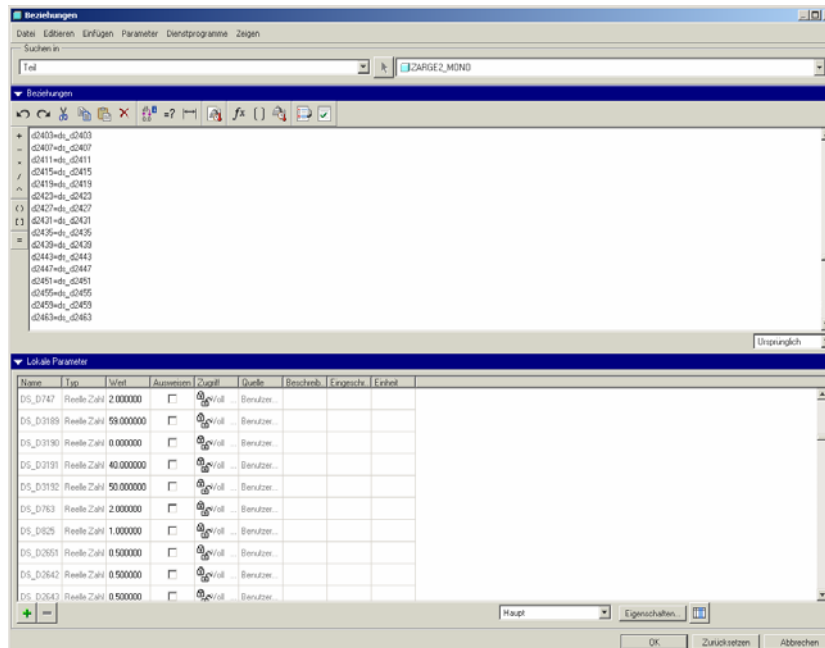 Beziehungen
Datei Editieren Einfügen Parameter Dienstprogramme Zeigen
Suchen in
Teil
ZARGE2_MONO
Beziehungen
=? fx [ ]
+
-
/
^
()
[]
=
d2403=ds_d2403
d2407=ds_d2407
d2411=ds_d2411
d2415=ds_d2415
d2419=ds_d2419
d2423=ds_d2423
d2427=ds_d2427
d2431=ds_d2431
d2435=ds_d2435
d2439=ds_d2439
d2443=ds_d2443
d2447=ds_d2447
d2451=ds_d2451
d2455=ds_d2455
d2459=ds_d2459
d2463=ds_d2463
Ursprünglich
Lokale Parameter
Name Typ Wert Ausweisen Zugriff Quelle Beschreib.. Eingeschr.. Einheit
DS_D747 Reelle Zahl 2.000000 Voll ... Benutzer...
DS_D3189 Reelle Zahl 59.000000 Voll ... Benutzer...
DS_D3190 Reelle Zahl 0.000000 Voll ... Benutzer...
DS_D3191 Reelle Zahl 40.000000 Voll ... Benutzer...
DS_D3192 Reelle Zahl 50.000000 Voll ... Benutzer...
DS_D763 Reelle Zahl 2.000000 Voll ... Benutzer...
DS_D825 Reelle Zahl 1.000000 Voll ... Benutzer...
DS_D2651 Reelle Zahl 0.500000 Voll ... Benutzer...
DS_D2642 Reelle Zahl 0.500000 Voll ... Benutzer...
DS_D2643 Reelle Zahl 0.500000 Voll ... Benutzer...
Haupt Eigenschaften...
OK Zurücksetzen Abbrechen